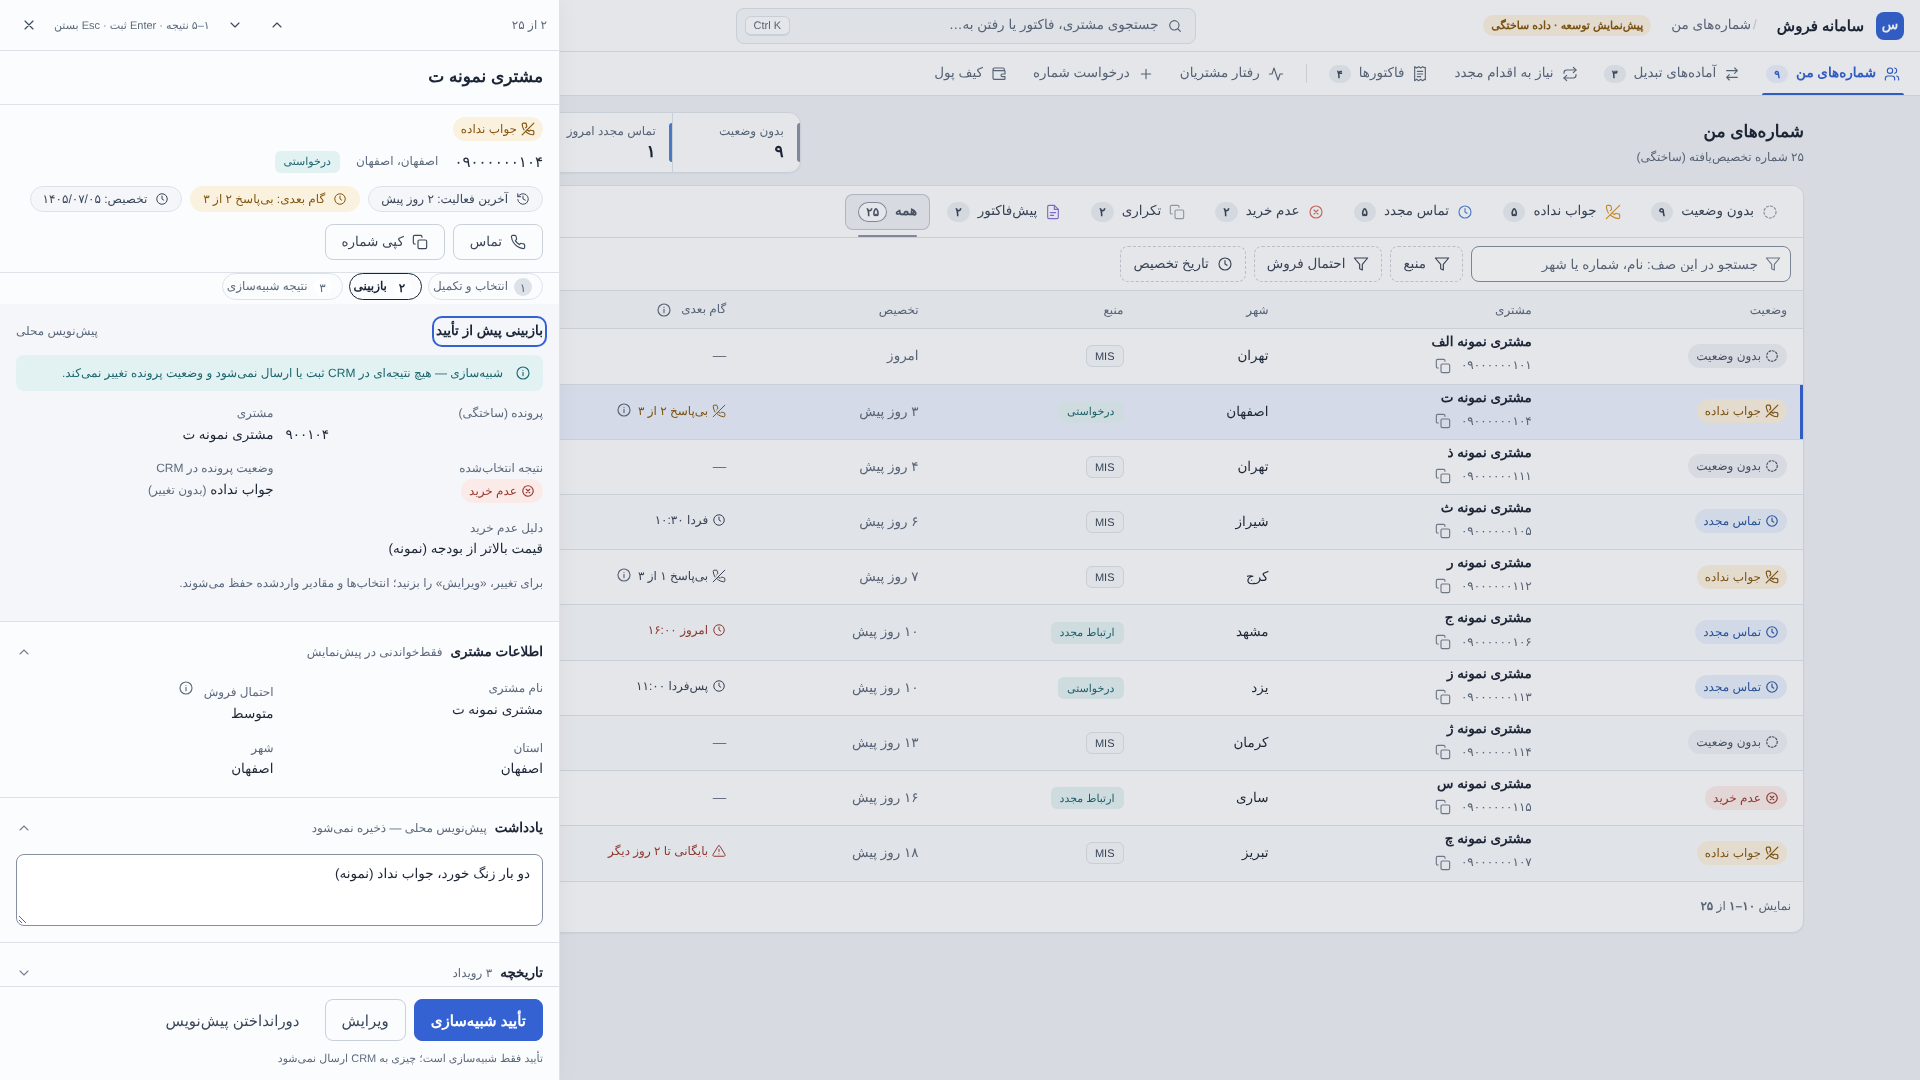 سامانه فروش / شماره‌های من پیش‌نمایش توسعه · داده ساختگی
جستجوی مشتری، فاکتور یا رفتن به... Ctrl K
شماره‌های من ۹ آماده‌های تبدیل ۳ نیاز به اقدام مجدد فاکتورها ۴ رفتار مشتریان درخواست شماره کیف پول
شماره‌های من
۲۵ شماره تخصیص‌یافته (ساختگی)
بدون وضعیت
۹
تماس مجدد امروز
۱
بدون وضعیت ۹ جواب نداده ۵ تماس مجدد ۵ عدم خرید ۲ تکراری ۲ پیش‌فاکتور ۲ همه ۲۵
جستجو در این صف: نام، شماره یا شهر منبع احتمال فروش تاریخ تخصیص
وضعیت مشتری شهر منبع تخصیص گام بعدی
بدون وضعیت مشتری نمونه الف ۰۹۰۰۰۰۰۰۱۰۱ تهران MIS امروز —
جواب نداده مشتری نمونه ت ۰۹۰۰۰۰۰۰۱۰۴ اصفهان درخواستی ۳ روز پیش بی‌پاسخ ۲ از ۳
بدون وضعیت مشتری نمونه ذ ۰۹۰۰۰۰۰۰۱۱۱ تهران MIS ۴ روز پیش —
تماس مجدد مشتری نمونه ث ۰۹۰۰۰۰۰۰۱۰۵ شیراز MIS ۶ روز پیش فردا ۱۰:۳۰
جواب نداده مشتری نمونه ر ۰۹۰۰۰۰۰۰۱۱۲ کرج MIS ۷ روز پیش بی‌پاسخ ۱ از ۳
تماس مجدد مشتری نمونه ج ۰۹۰۰۰۰۰۰۱۰۶ مشهد ارتباط مجدد ۱۰ روز پیش امروز ۱۶:۰۰
تماس مجدد مشتری نمونه ز ۰۹۰۰۰۰۰۰۱۱۳ یزد درخواستی ۱۰ روز پیش پس‌فردا ۱۱:۰۰
بدون وضعیت مشتری نمونه ژ ۰۹۰۰۰۰۰۰۱۱۴ کرمان MIS ۱۳ روز پیش —
عدم خرید مشتری نمونه س ۰۹۰۰۰۰۰۰۱۱۵ ساری ارتباط مجدد ۱۶ روز پیش —
جواب نداده مشتری نمونه چ ۰۹۰۰۰۰۰۰۱۰۷ تبریز MIS ۱۸ روز پیش بایگانی تا ۲ روز دیگر
نمایش ۱–۱۰ از ۲۵
۲ از ۲۵ ۱–۵ نتیجه · Enter ثبت · Esc بستن
مشتری نمونه ت
جواب نداده
۰۹۰۰۰۰۰۰۱۰۴ اصفهان، اصفهان درخواستی
آخرین فعالیت: ۲ روز پیش گام بعدی: بی‌پاسخ ۲ از ۳ تخصیص: ۱۴۰۵/۰۷/۰۵
تماس کپی شماره
۱ انتخاب و تکمیل ۲ بازبینی ۳ نتیجه شبیه‌سازی
بازبینی پیش از تأیید پیش‌نویس محلی
شبیه‌سازی — هیچ نتیجه‌ای در CRM ثبت یا ارسال نمی‌شود و وضعیت پرونده تغییر نمی‌کند.
پرونده (ساختگی) مشتری
۹۰۰۱۰۴ مشتری نمونه ت
نتیجه انتخاب‌شده وضعیت پرونده در CRM
عدم خرید جواب نداده (بدون تغییر)
دلیل عدم خرید
قیمت بالاتر از بودجه (نمونه)
برای تغییر، «ویرایش» را بزنید؛ انتخاب‌ها و مقادیر واردشده حفظ می‌شوند.
اطلاعات مشتری فقط‌خواندنی در پیش‌نمایش
نام مشتری احتمال فروش
مشتری نمونه ت متوسط
استان شهر
اصفهان اصفهان
یادداشت پیش‌نویس محلی — ذخیره نمی‌شود
دو بار زنگ خورد، جواب نداد (نمونه)
تاریخچه ۳ رویداد
تأیید شبیه‌سازی ویرایش دورانداختن پیش‌نویس
تأیید فقط شبیه‌سازی است؛ چیزی به CRM ارسال نمی‌شود